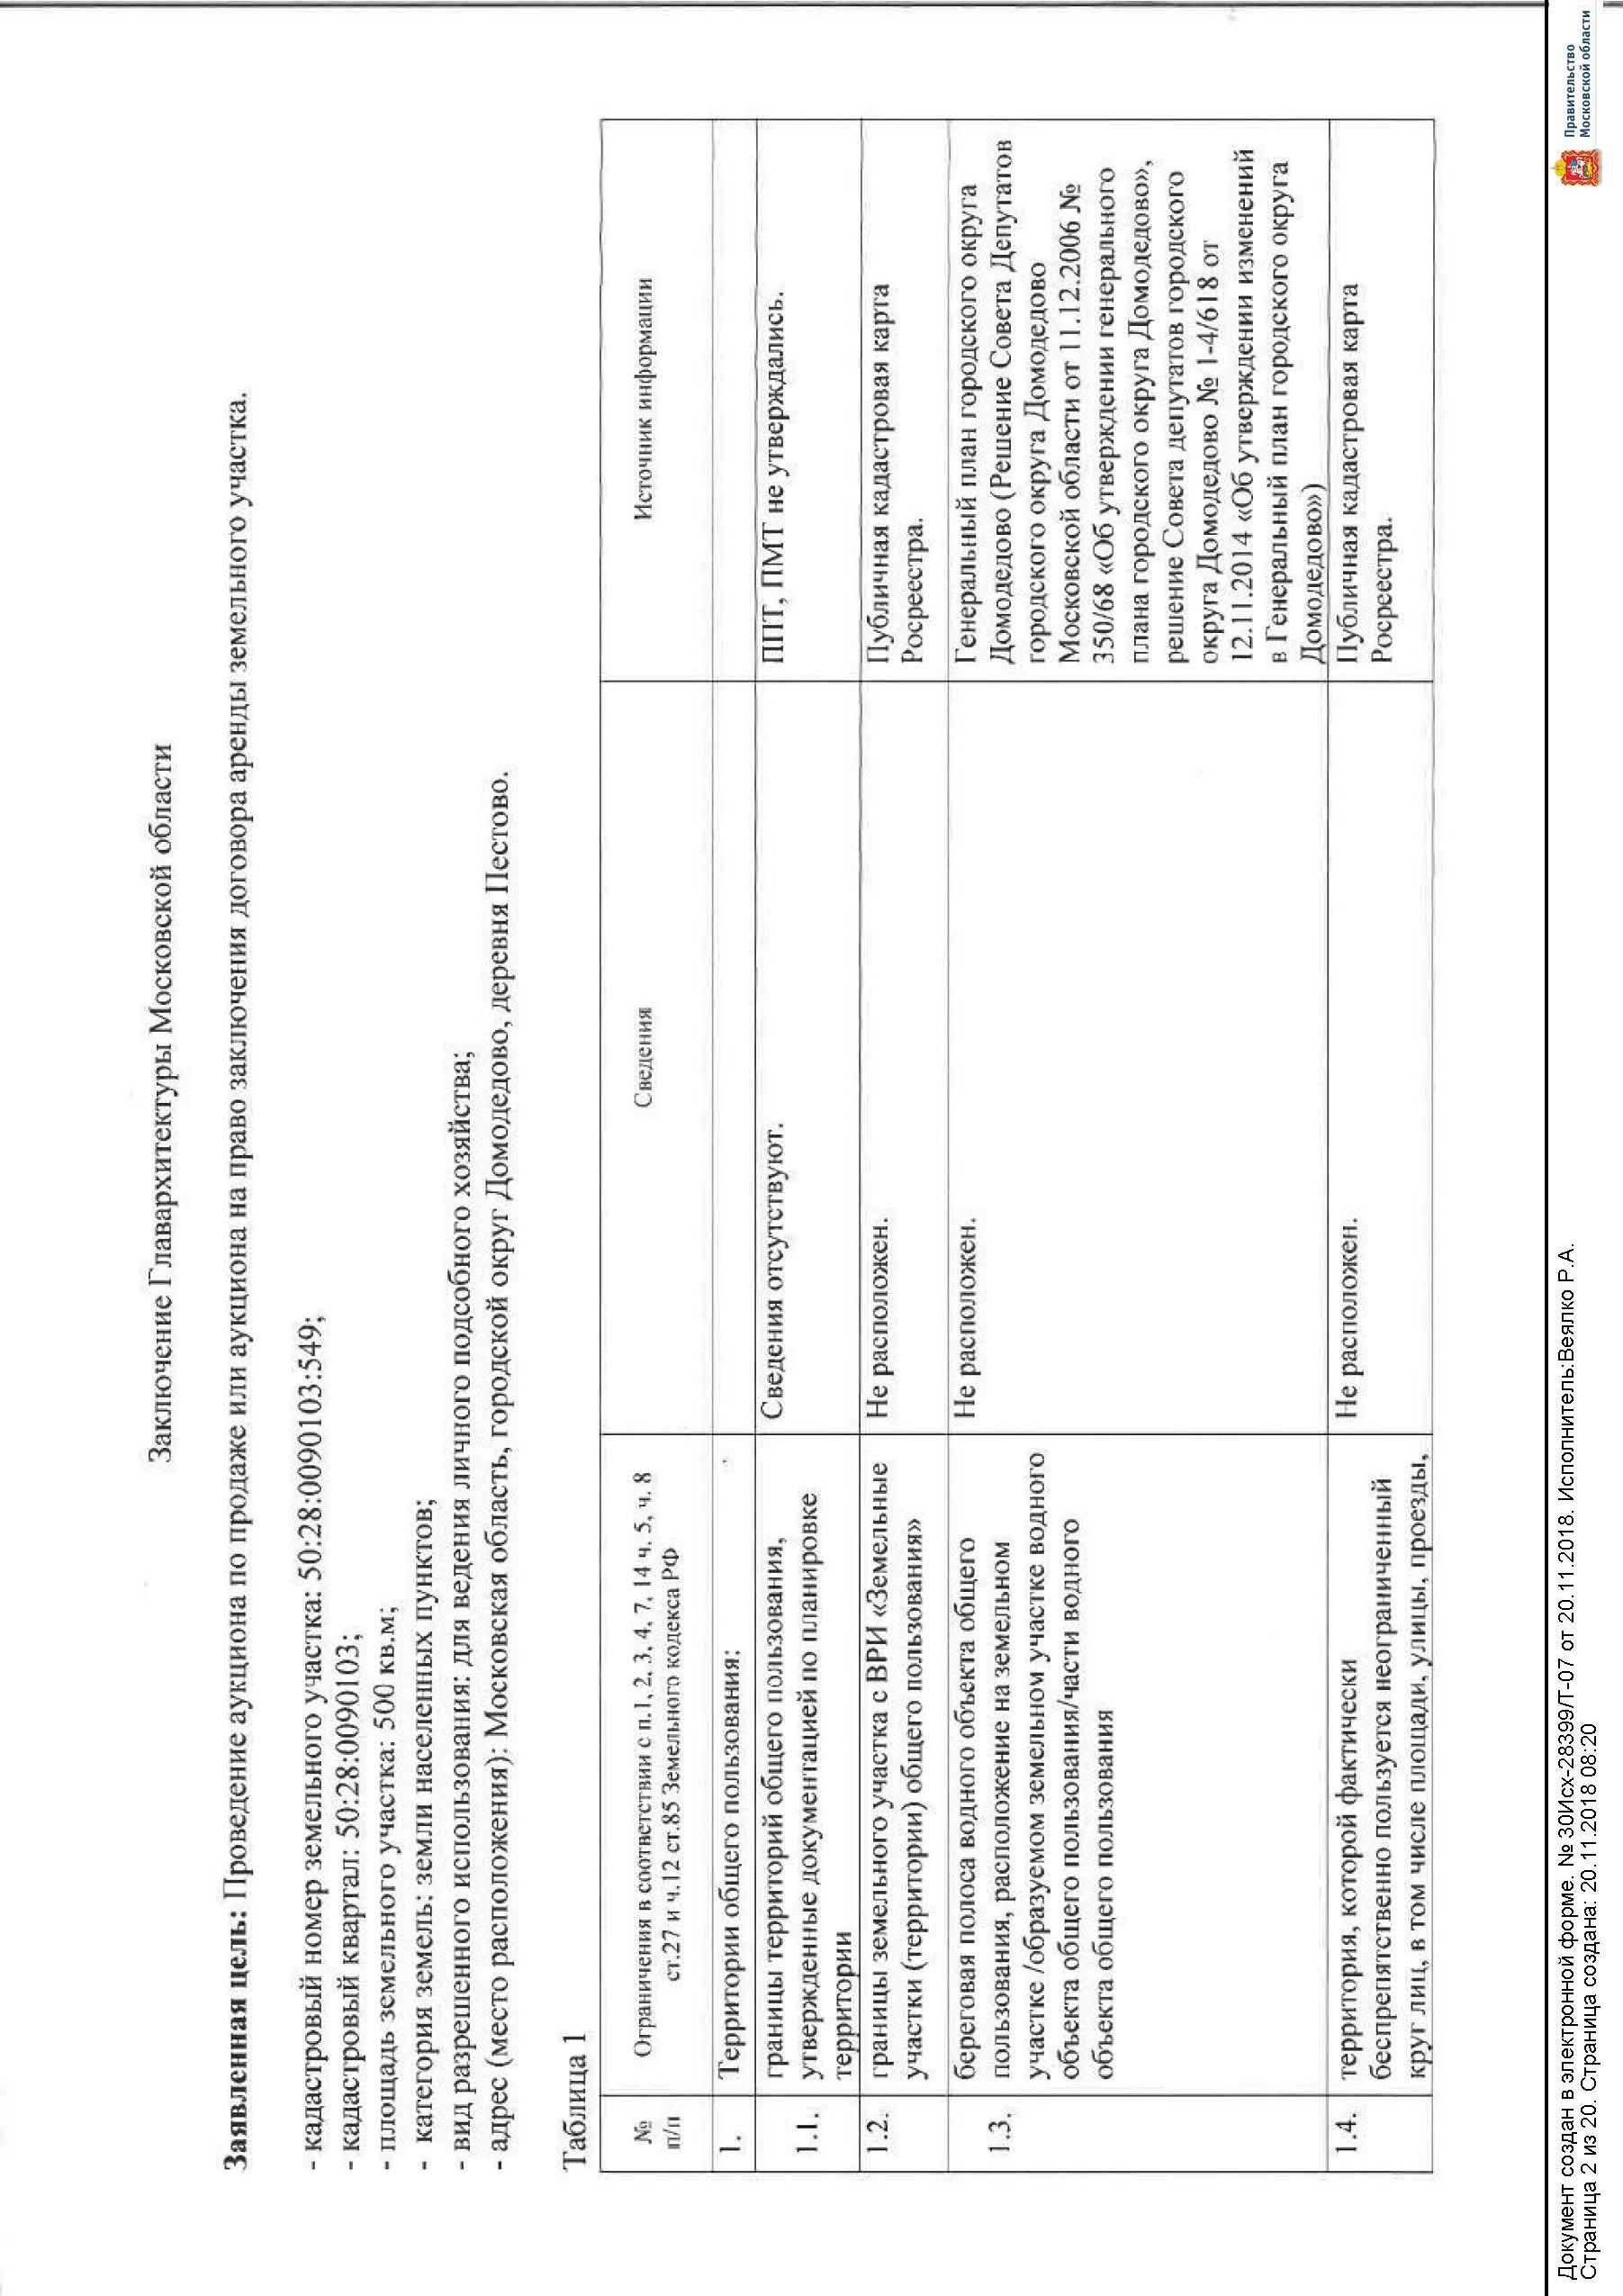 Заключение Главархитектуры Московской области
Заявленная цель: Проведение аукциона по продаже или аукциона на право заключения договора аренды земельного участка.
- кадастровый номер земельного участка: 50:28:0090103:549;
- кадастровый квартал: 50:28:0090103;
- площадь земельного участка: 500 кв.м;
- категория земель: земли населенных пунктов;
- вид разрешенного использования: для ведения личного подсобного хозяйства;
- адрес (место расположения): Московская область, городской округ Домодедово, деревня Пестово.
Таблица 1
№
п/п
Ограничения в соответствии с п.1, 2, 3, 4, 7, 14 ч. 5, ч. 8
ст.27 и ч.12 ст.85 Земельного кодекса РФ
Сведения
Источник информации
1.
Территории общего пользования:
1.1.
границы территорий общего пользования,
утвержденные документацией по планировке
территории
Сведения отсутствуют.
ППТ, ПМТ не утверждались.
1.2.
границы земельного участка с ВРИ «Земельные
участки (территории) общего пользования»
Не расположен.
Публичная кадастровая карта
Росреестра.
1.3.
береговая полоса водного объекта общего
пользования, расположение на земельном
участке /образуемом земельном участке водного
объекта общего пользования/части водного
объекта общего пользования
Не расположен.
Генеральный план городского округа
Домодедово (Решение Совета Депутатов
городского округа Домодедово
Московской области от 11.12.2006 №
350/68 «Об утверждении генерального
плана городского округа Домодедово»,
решение Совета депутатов городского
округа Домодедово № 1-4/618 от
12.11.2014 «Об утверждении изменений
в Генеральный план городского округа
Домодедово»)
1.4.
территория, которой фактически
беспрепятственно пользуется неограниченный
круг лиц, в том числе площади, улицы, проезды,
Не расположен.
Публичная кадастровая карта
Росреестра.
Документ создан в электронной форме. № 30Исх-28399/Т-07 от 20.11.2018. Исполнитель:Веялко Р.А.
Страница 2 из 20. Страница создана: 20.11.2018 08:20
Правительство
Московской области